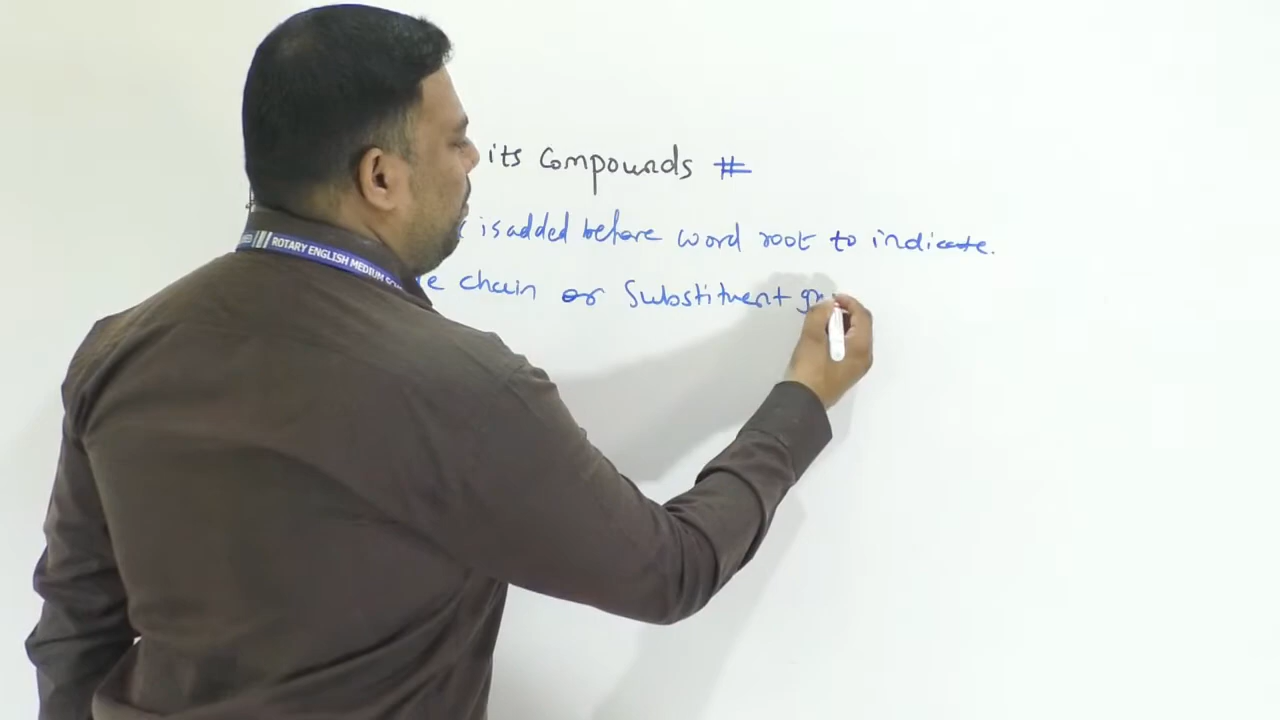 its Compounds #
is added before word root to indicate.
chain or Substituent
ROTARY ENGLISH MEDIUM